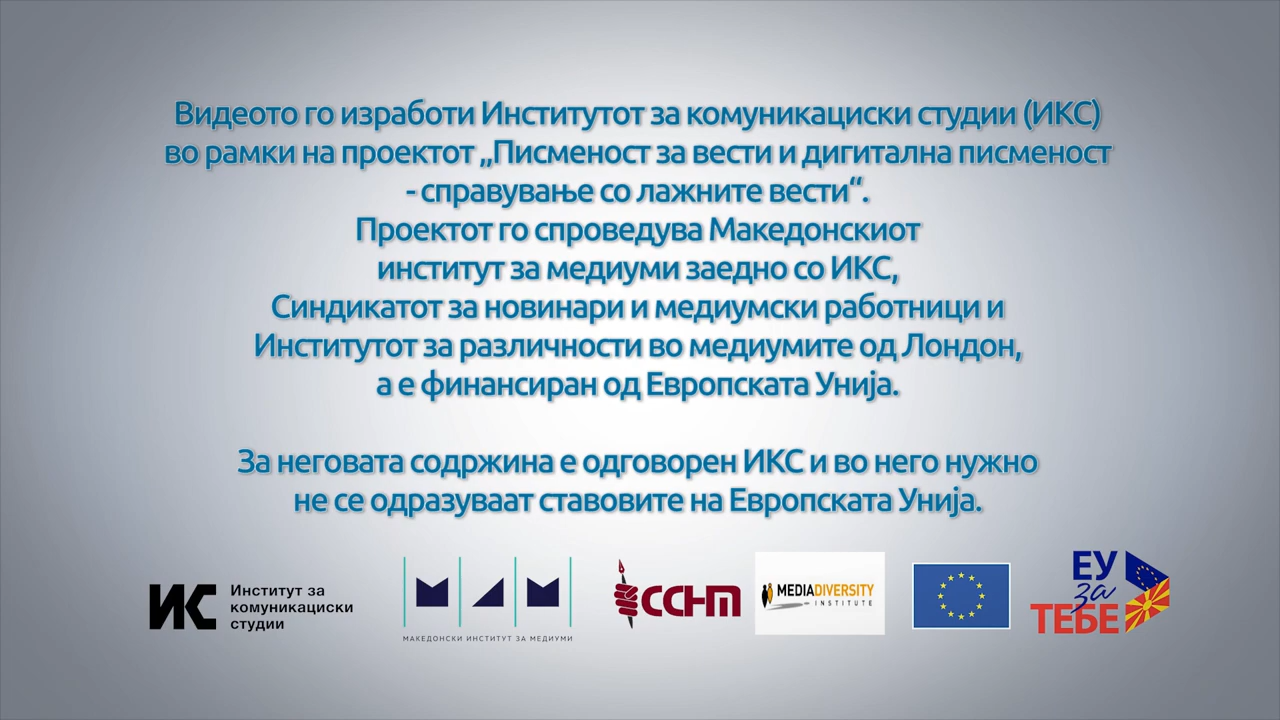 Видеото го изработи Институтот за комуникациски студии (ИКС)
во рамки на проектот „Писменост за вести и дигитална писменост
- справување со лажните вести“.
Проектот го спроведува Македонскиот
институт за медиуми заедно со ИКС,
Синдикатот за новинари и медиумски работници и
Институтот за различности во медиумите од Лондон,
а е финансиран од Европската Унија.
За неговата содржина е одговорен ИКС и во него нужно
не се одразуваат ставовите на Европската Унија.
ИКС
Институт за
комуникациски
студии
МИМ
МАКЕДОНСКИ ИНСТИТУТ ЗА МЕДИУМИ
ССНМ
MEDIADIVERSITY
INSTITUTE
ЕУ
за
ТЕБЕ